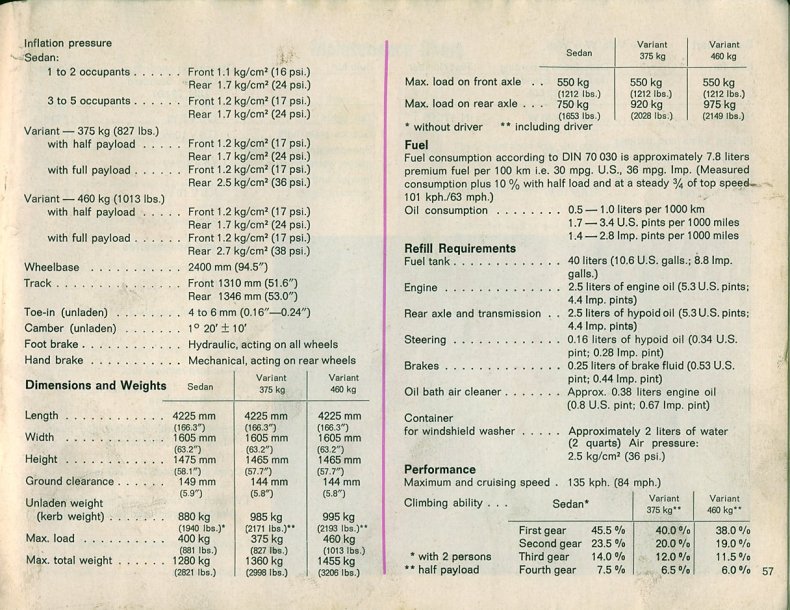 Inflation pressure
Sedan:
1 to 2 occupants . . . . . . Front 1.1 kg/cm² (16 psi.)
Rear 1.7 kg/cm² (24 psi.)
3 to 5 occupants . . . . . . Front 1.2 kg/cm² (17 psi.)
Rear 1.7 kg/cm² (24 psi.)
Variant — 375 kg (827 lbs.)
with half payload . . . . . Front 1.2 kg/cm² (17 psi.)
Rear 1.7 kg/cm² (24 psi.)
with full payload . . . . . . Front 1.2 kg/cm² (17 psi.)
Rear 2.5 kg/cm² (36 psi.)
Variant — 460 kg (1013 lbs.)
with half payload . . . . . Front 1.2 kg/cm² (17 psi.)
Rear 1.7 kg/cm² (24 psi.)
with full payload . . . . . . Front 1.2 kg/cm² (17 psi.)
Rear 2.7 kg/cm² (38 psi.)
Wheelbase . . . . . . . . . . . 2400 mm (94.5″)
Track . . . . . . . . . . . . . . . Front 1310 mm (51.6″)
Rear 1346 mm (53.0″)
Toe-in (unladen) . . . . . . . . 4 to 6 mm (0.16″—0.24″)
Camber (unladen) . . . . . . . 1° 20′ ± 10′
Foot brake . . . . . . . . . . . . Hydraulic, acting on all wheels
Hand brake . . . . . . . . . . . Mechanical, acting on rear wheels
Dimensions and Weights Sedan Variant 375 kg Variant 460 kg
Length . . . . . . . . . . . . 4225 mm 4225 mm 4225 mm
(166.3″) (166.3″) (166.3″)
Width . . . . . . . . . . . . 1605 mm 1605 mm 1605 mm
(63.2″) (63.2″) (63.2″)
Height . . . . . . . . . . . . 1475 mm 1465 mm 1465 mm
(58.1″) (57.7″) (57.7″)
Ground clearance . . . . . . 149 mm 144 mm 144 mm
(5.9″) (5.8″) (5.8″)
Unladen weight
(kerb weight) . . . . . . . 880 kg 985 kg 995 kg
(1940 lbs.)* (2171 lbs.)** (2193 lbs.)**
Max. load . . . . . . . . . . 400 kg 375 kg 460 kg
(881 lbs.) (827 lbs.) (1013 lbs.)
Max. total weight . . . . . . 1280 kg 1360 kg 1455 kg
(2821 lbs.) (2998 lbs.) (3206 lbs.)
Sedan Variant 375 kg Variant 460 kg
Max. load on front axle . . 550 kg 550 kg 550 kg
(1212 lbs.) (1212 lbs.) (1212 lbs.)
Max. load on rear axle . . . 750 kg 920 kg 975 kg
(1653 lbs.) (2028 lbs.) (2149 lbs.)
* without driver ** including driver
Fuel
Fuel consumption according to DIN 70 030 is approximately 7.8 liters
premium fuel per 100 km i.e. 30 mpg. U.S., 36 mpg. Imp. (Measured
consumption plus 10 % with half load and at a steady ¾ of top speed—
101 kph./63 mph.)
Oil consumption . . . . . . . . 0.5 — 1.0 liters per 1000 km
1.7 — 3.4 U.S. pints per 1000 miles
1.4 — 2.8 Imp. pints per 1000 miles
Refill Requirements
Fuel tank . . . . . . . . . . . . . 40 liters (10.6 U.S. galls.; 8.8 Imp.
galls.)
Engine . . . . . . . . . . . . . . 2.5 liters of engine oil (5.3 U.S. pints;
4.4 Imp. pints)
Rear axle and transmission . . 2.5 liters of hypoid oil (5.3 U.S. pints;
4.4 Imp. pints)
Steering . . . . . . . . . . . . . 0.16 liters of hypoid oil (0.34 U.S.
pint; 0.28 Imp. pint)
Brakes . . . . . . . . . . . . . . 0.25 liters of brake fluid (0.53 U.S.
pint; 0.44 Imp. pint)
Oil bath air cleaner . . . . . . . Approx. 0.38 liters engine oil
(0.8 U.S. pint; 0.67 Imp. pint)
Container
for windshield washer . . . . . Approximately 2 liters of water
(2 quarts) Air pressure:
2.5 kg/cm² (36 psi.)
Performance
Maximum and cruising speed . 135 kph. (84 mph.)
Climbing ability . . . Sedan* Variant 375 kg** Variant 460 kg**
First gear 45.5 % 40.0 % 38.0 %
Second gear 23.5 % 20.0 % 19.0 %
* with 2 persons Third gear 14.0 % 12.0 % 11.5 %
** half payload Fourth gear 7.5 % 6.5 % 6.0 %
57